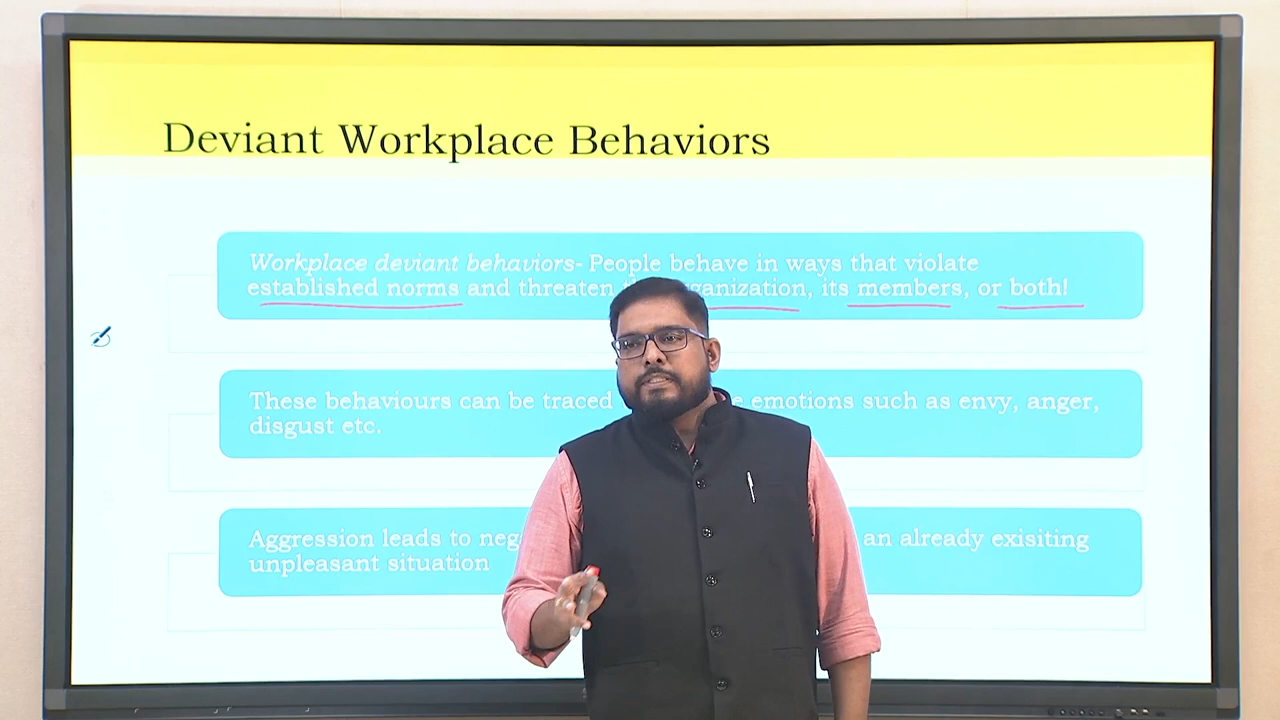 Deviant Workplace Behaviors
Workplace deviant behaviors- People behave in ways that violate
established norms and threaten its members, or both!
These behaviours can be traced emotions such as envy, anger,
disgust etc.
Aggression leads to an already exisiting
unpleasant situation